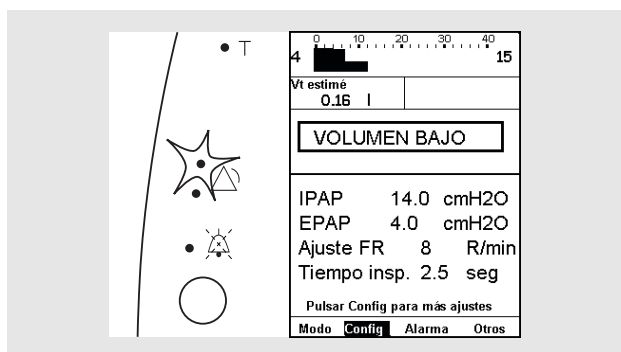 T
0 10 20 30 40
4 15
Vt estimé
0.16 l
VOLUMEN BAJO
IPAP 14.0 cmH2O
EPAP 4.0 cmH2O
Ajuste FR 8 R/min
Tiempo insp. 2.5 seg
Pulsar Config para más ajustes
Modo Config Alarma Otros